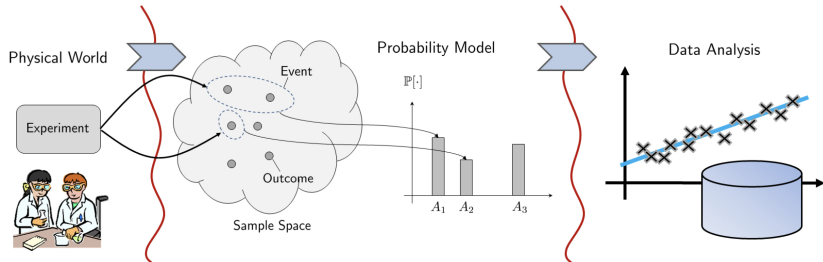 Physical World
Experiment
Event
Outcome
Sample Space
Probability Model
ℙ[·]
A₁ A₂ A₃
Data Analysis